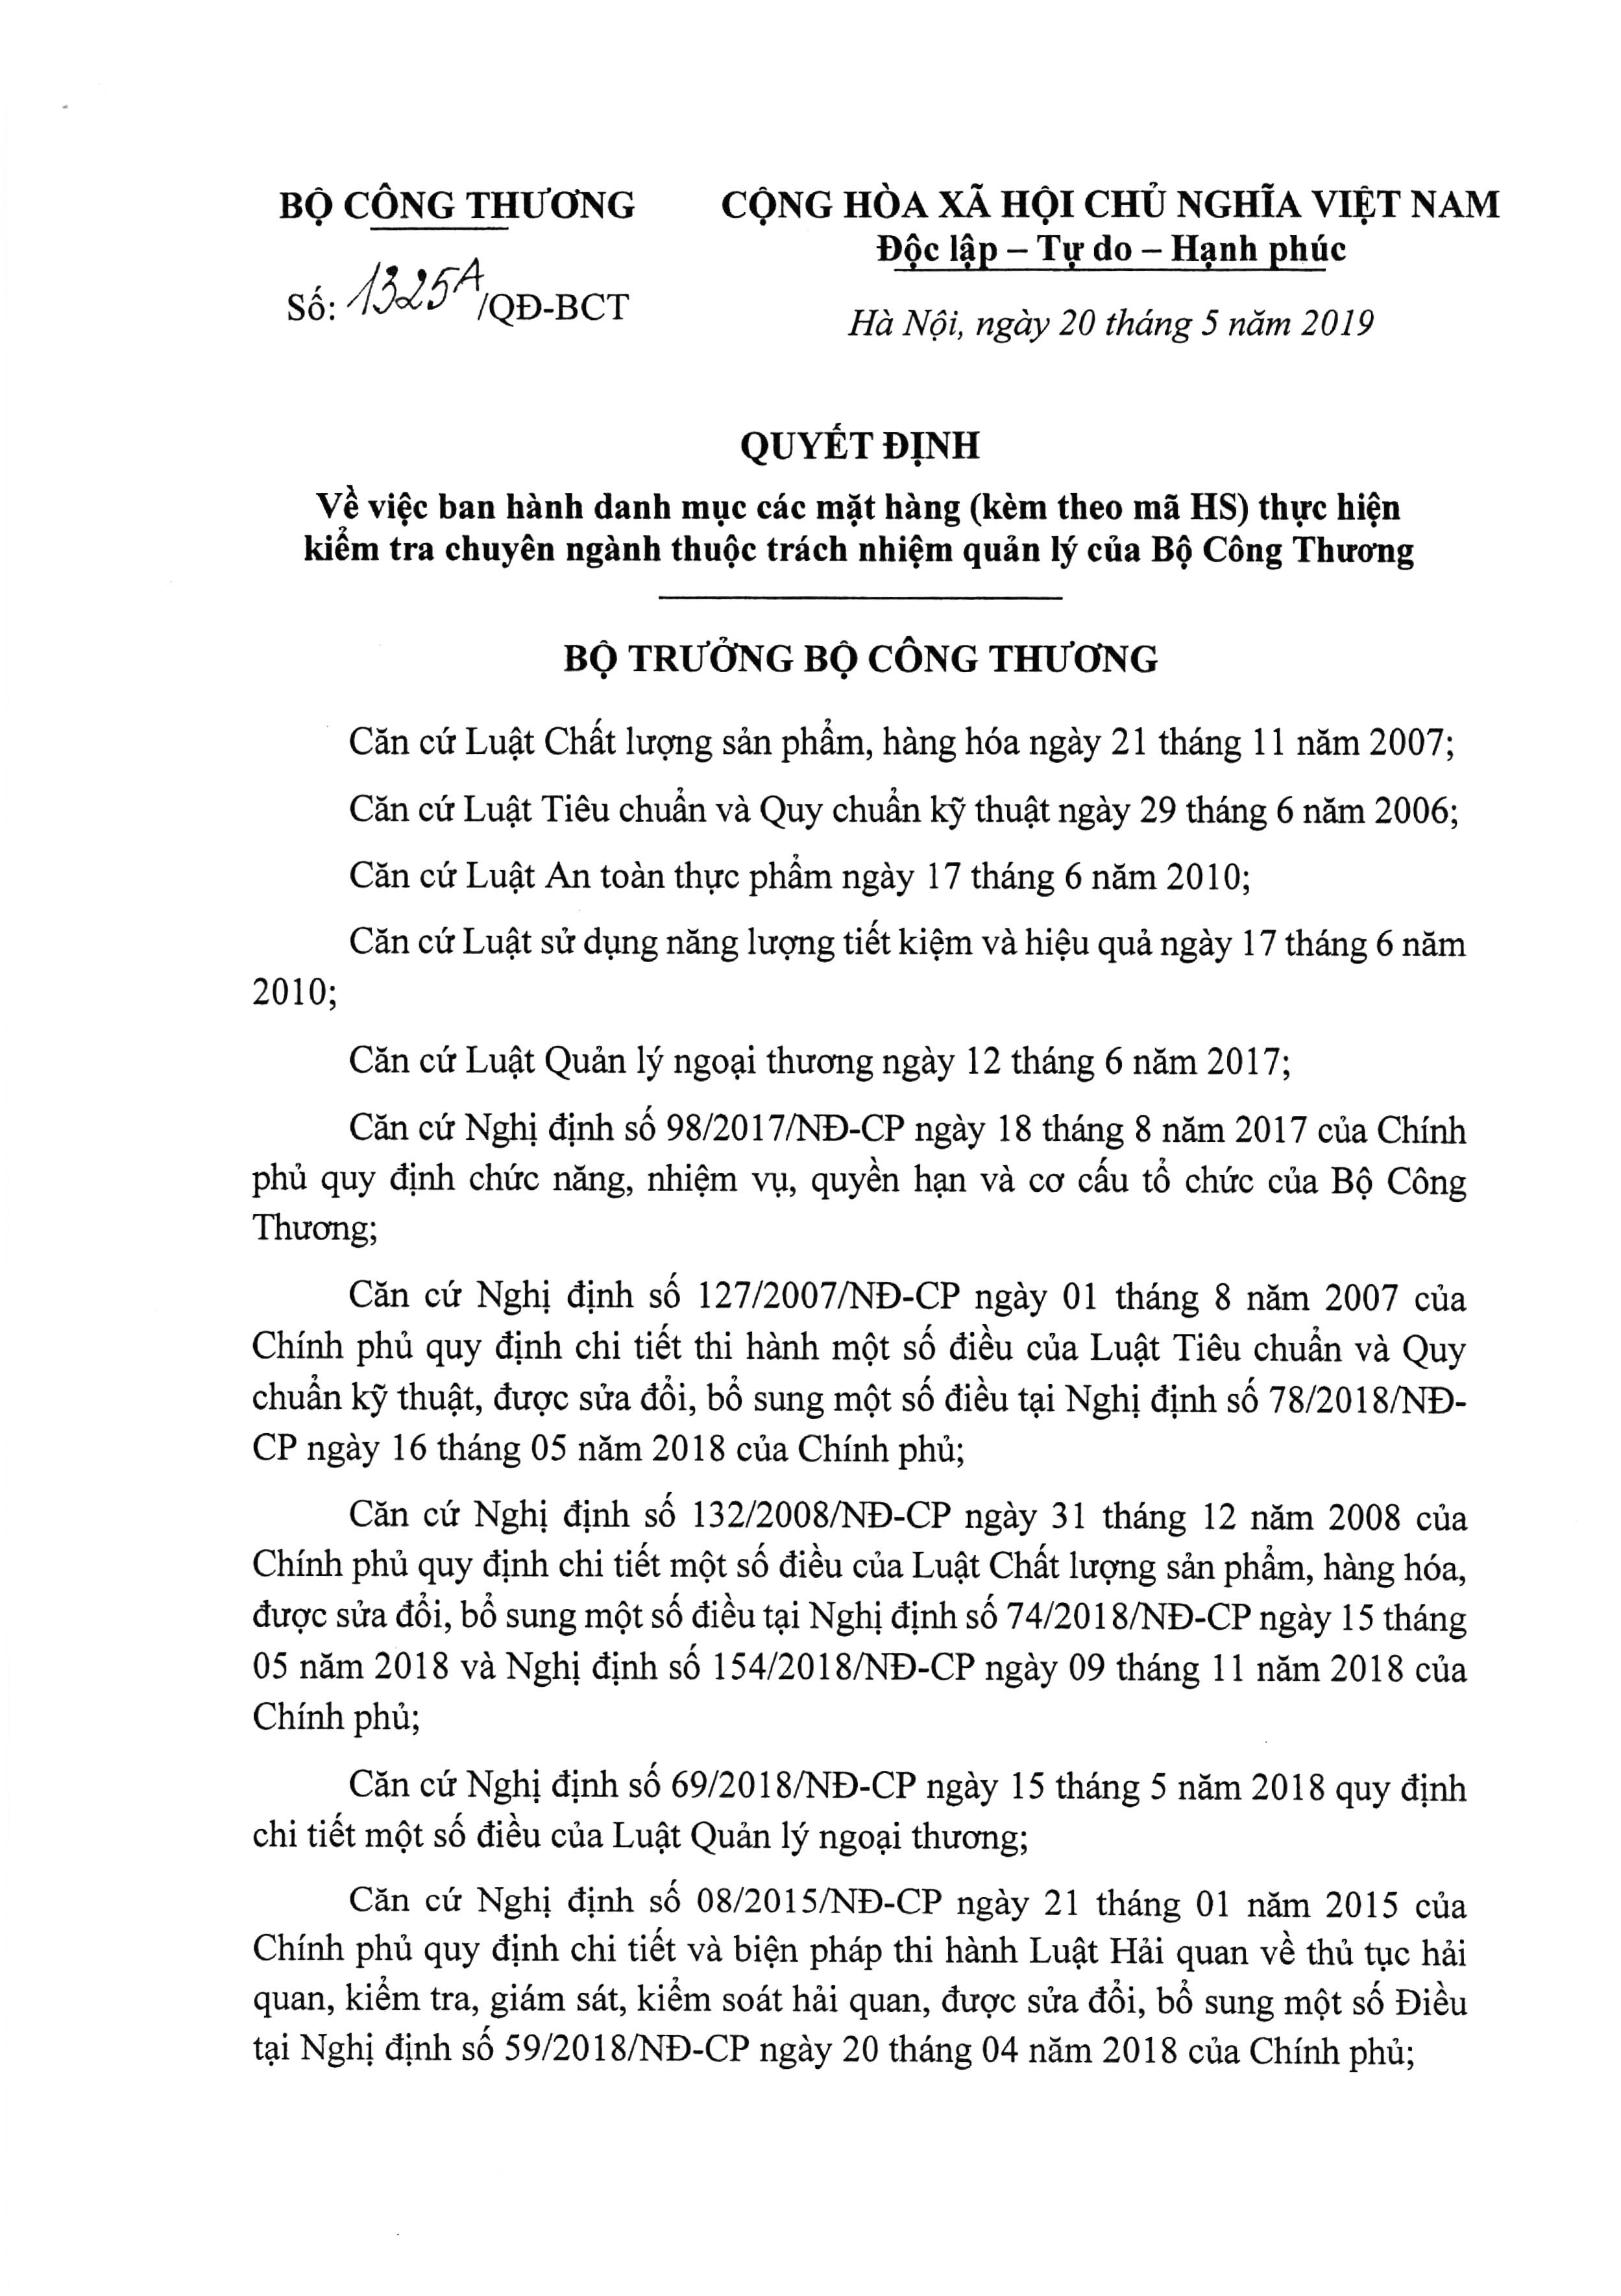 BỘ CÔNG THƯƠNG
Số: 1325A/QĐ-BCT
CỘNG HÒA XÃ HỘI CHỦ NGHĨA VIỆT NAM
Độc lập – Tự do – Hạnh phúc
Hà Nội, ngày 20 tháng 5 năm 2019
QUYẾT ĐỊNH
Về việc ban hành danh mục các mặt hàng (kèm theo mã HS) thực hiện
kiểm tra chuyên ngành thuộc trách nhiệm quản lý của Bộ Công Thương
BỘ TRƯỞNG BỘ CÔNG THƯƠNG
Căn cứ Luật Chất lượng sản phẩm, hàng hóa ngày 21 tháng 11 năm 2007;
Căn cứ Luật Tiêu chuẩn và Quy chuẩn kỹ thuật ngày 29 tháng 6 năm 2006;
Căn cứ Luật An toàn thực phẩm ngày 17 tháng 6 năm 2010;
Căn cứ Luật sử dụng năng lượng tiết kiệm và hiệu quả ngày 17 tháng 6 năm
2010;
Căn cứ Luật Quản lý ngoại thương ngày 12 tháng 6 năm 2017;
Căn cứ Nghị định số 98/2017/NĐ-CP ngày 18 tháng 8 năm 2017 của Chính
phủ quy định chức năng, nhiệm vụ, quyền hạn và cơ cấu tổ chức của Bộ Công
Thương;
Căn cứ Nghị định số 127/2007/NĐ-CP ngày 01 tháng 8 năm 2007 của
Chính phủ quy định chi tiết thi hành một số điều của Luật Tiêu chuẩn và Quy
chuẩn kỹ thuật, được sửa đổi, bổ sung một số điều tại Nghị định số 78/2018/NĐ-
CP ngày 16 tháng 05 năm 2018 của Chính phủ;
Căn cứ Nghị định số 132/2008/NĐ-CP ngày 31 tháng 12 năm 2008 của
Chính phủ quy định chi tiết một số điều của Luật Chất lượng sản phẩm, hàng hóa,
được sửa đổi, bổ sung một số điều tại Nghị định số 74/2018/NĐ-CP ngày 15 tháng
05 năm 2018 và Nghị định số 154/2018/NĐ-CP ngày 09 tháng 11 năm 2018 của
Chính phủ;
Căn cứ Nghị định số 69/2018/NĐ-CP ngày 15 tháng 5 năm 2018 quy định
chi tiết một số điều của Luật Quản lý ngoại thương;
Căn cứ Nghị định số 08/2015/NĐ-CP ngày 21 tháng 01 năm 2015 của
Chính phủ quy định chi tiết và biện pháp thi hành Luật Hải quan về thủ tục hải
quan, kiểm tra, giám sát, kiểm soát hải quan, được sửa đổi, bổ sung một số Điều
tại Nghị định số 59/2018/NĐ-CP ngày 20 tháng 04 năm 2018 của Chính phủ;